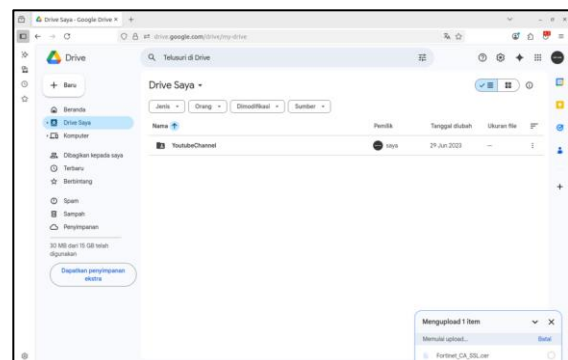 Drive Saya - Google Drive
drive.google.com/drive/my-drive
Drive
Telusuri di Drive
Baru
Drive Saya
Beranda
Drive Saya
Komputer
Dibagikan kepada saya
Terbaru
Berbintang
Spam
Sampah
Penyimpanan
30 MB dari 15 GB telah
digunakan
Dapatkan penyimpanan
ekstra
Jenis
Orang
Dimodifikasi
Sumber
Nama
Pemilik
Tanggal diubah
Ukuran file
YoutubeChannel
saya
29 Jun 2023
Mengupload 1 item
Memulai upload...
Batal
Fortinet_CA_SSL.cer